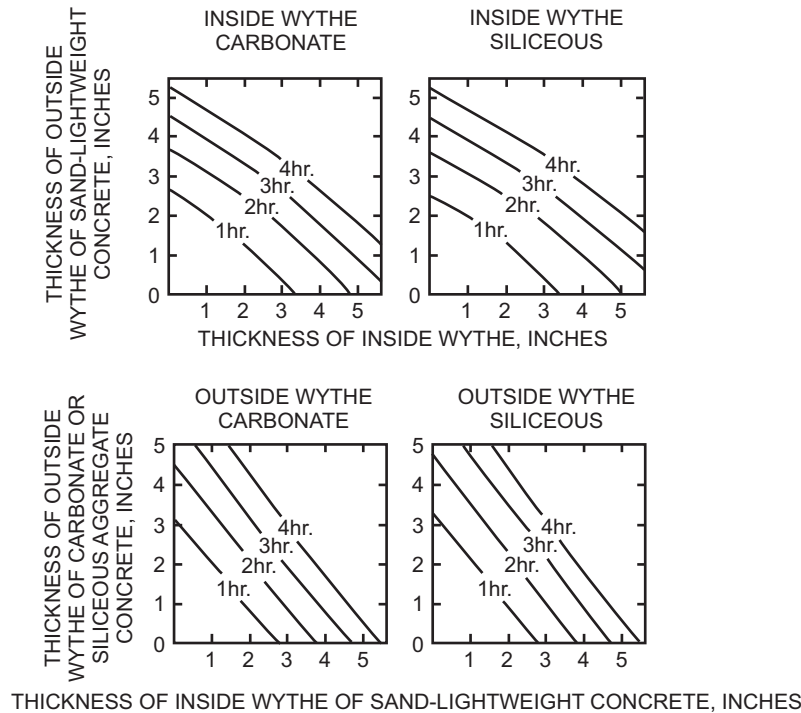 INSIDE WYTHE
CARBONATE
INSIDE WYTHE
SILICEOUS
THICKNESS OF OUTSIDE
WYTHE OF SAND-LIGHTWEIGHT
CONCRETE, INCHES
5
4
3
2
1
0
4hr.
3hr.
2hr.
1hr.
1 2 3 4 5
5
4
3
2
1
0
4hr.
3hr.
2hr.
1hr.
1 2 3 4 5
THICKNESS OF INSIDE WYTHE, INCHES
OUTSIDE WYTHE
CARBONATE
OUTSIDE WYTHE
SILICEOUS
THICKNESS OF OUTSIDE
WYTHE OF CARBONATE OR
SILICEOUS AGGREGATE
CONCRETE, INCHES
5
4
3
2
1
0
4hr.
3hr.
2hr.
1hr.
1 2 3 4 5
5
4
3
2
1
0
4hr.
3hr.
2hr.
1hr.
1 2 3 4 5
THICKNESS OF INSIDE WYTHE OF SAND-LIGHTWEIGHT CONCRETE, INCHES